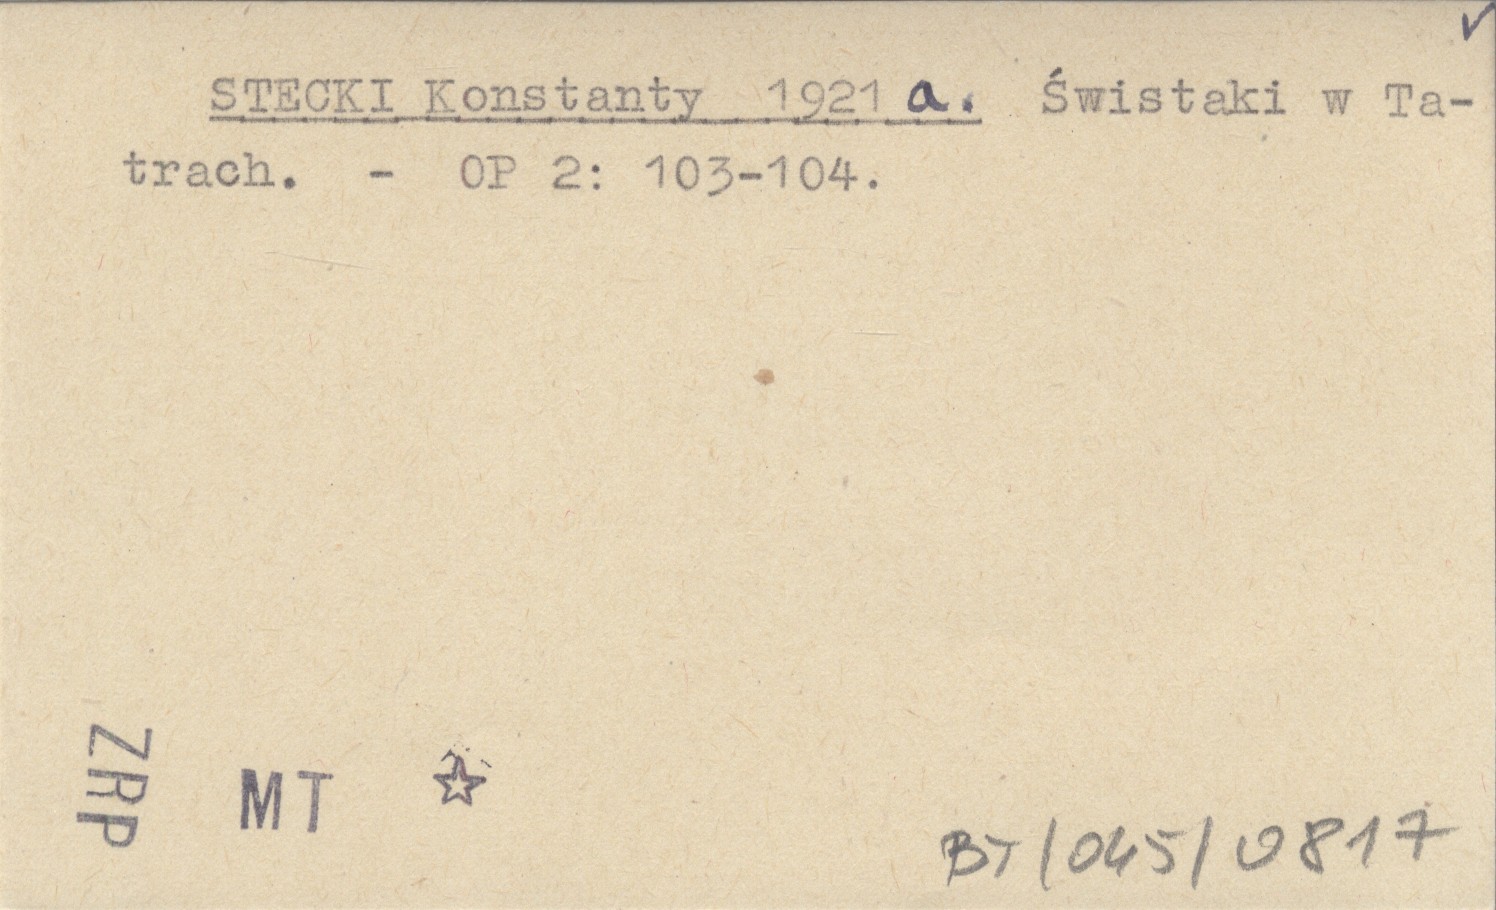 STECKI Konstanty 1921 a. Świstaki w Ta-
trach. - OP 2: 103-104.
ZRP
MT
BT/045/0817